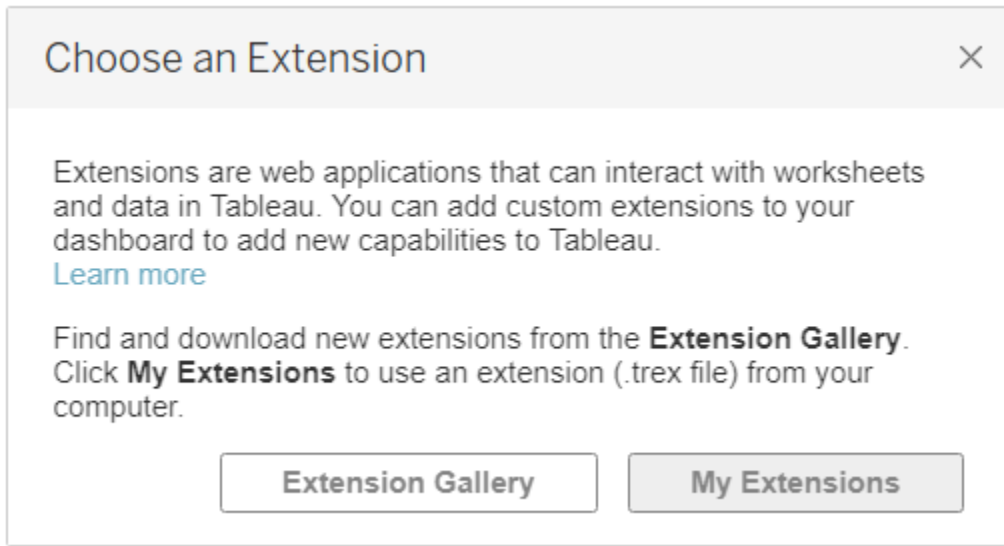 Choose an Extension
Extensions are web applications that can interact with worksheets
and data in Tableau. You can add custom extensions to your
dashboard to add new capabilities to Tableau.
Learn more
Find and download new extensions from the Extension Gallery.
Click My Extensions to use an extension (.trex file) from your
computer.
Extension Gallery
My Extensions